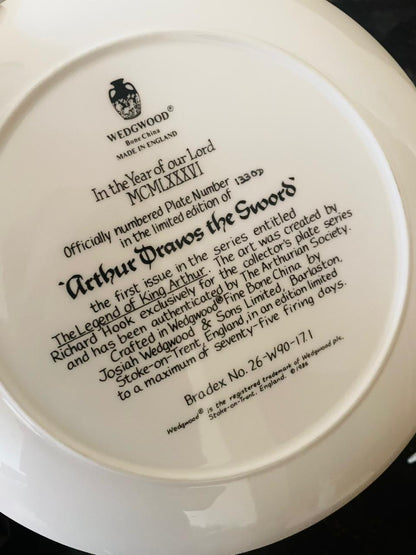 WEDGWOOD®
Bone China
MADE IN ENGLAND
In the Year of our Lord
MCMLXXXVI
Officially numbered Plate Number 1330D
in the limited edition of
'Arthur Draws the Sword'
the first issue in the series entitled
The Legend of King Arthur. The art was created by
Richard Hook exclusively for the collector's plate series
and has been authenticated by The Arthurian Society.
Crafted in Wedgwood® Fine Bone China by
Josiah Wedgwood & Sons Limited, Barlaston,
Stoke-on-Trent, England, in an edition limited
to a maximum of seventy-five firing days.
Bradex No. 26-W90-17.1
Wedgwood® is the registered trademark of Wedgwood plc,
Stoke-on-Trent, England. © 1986